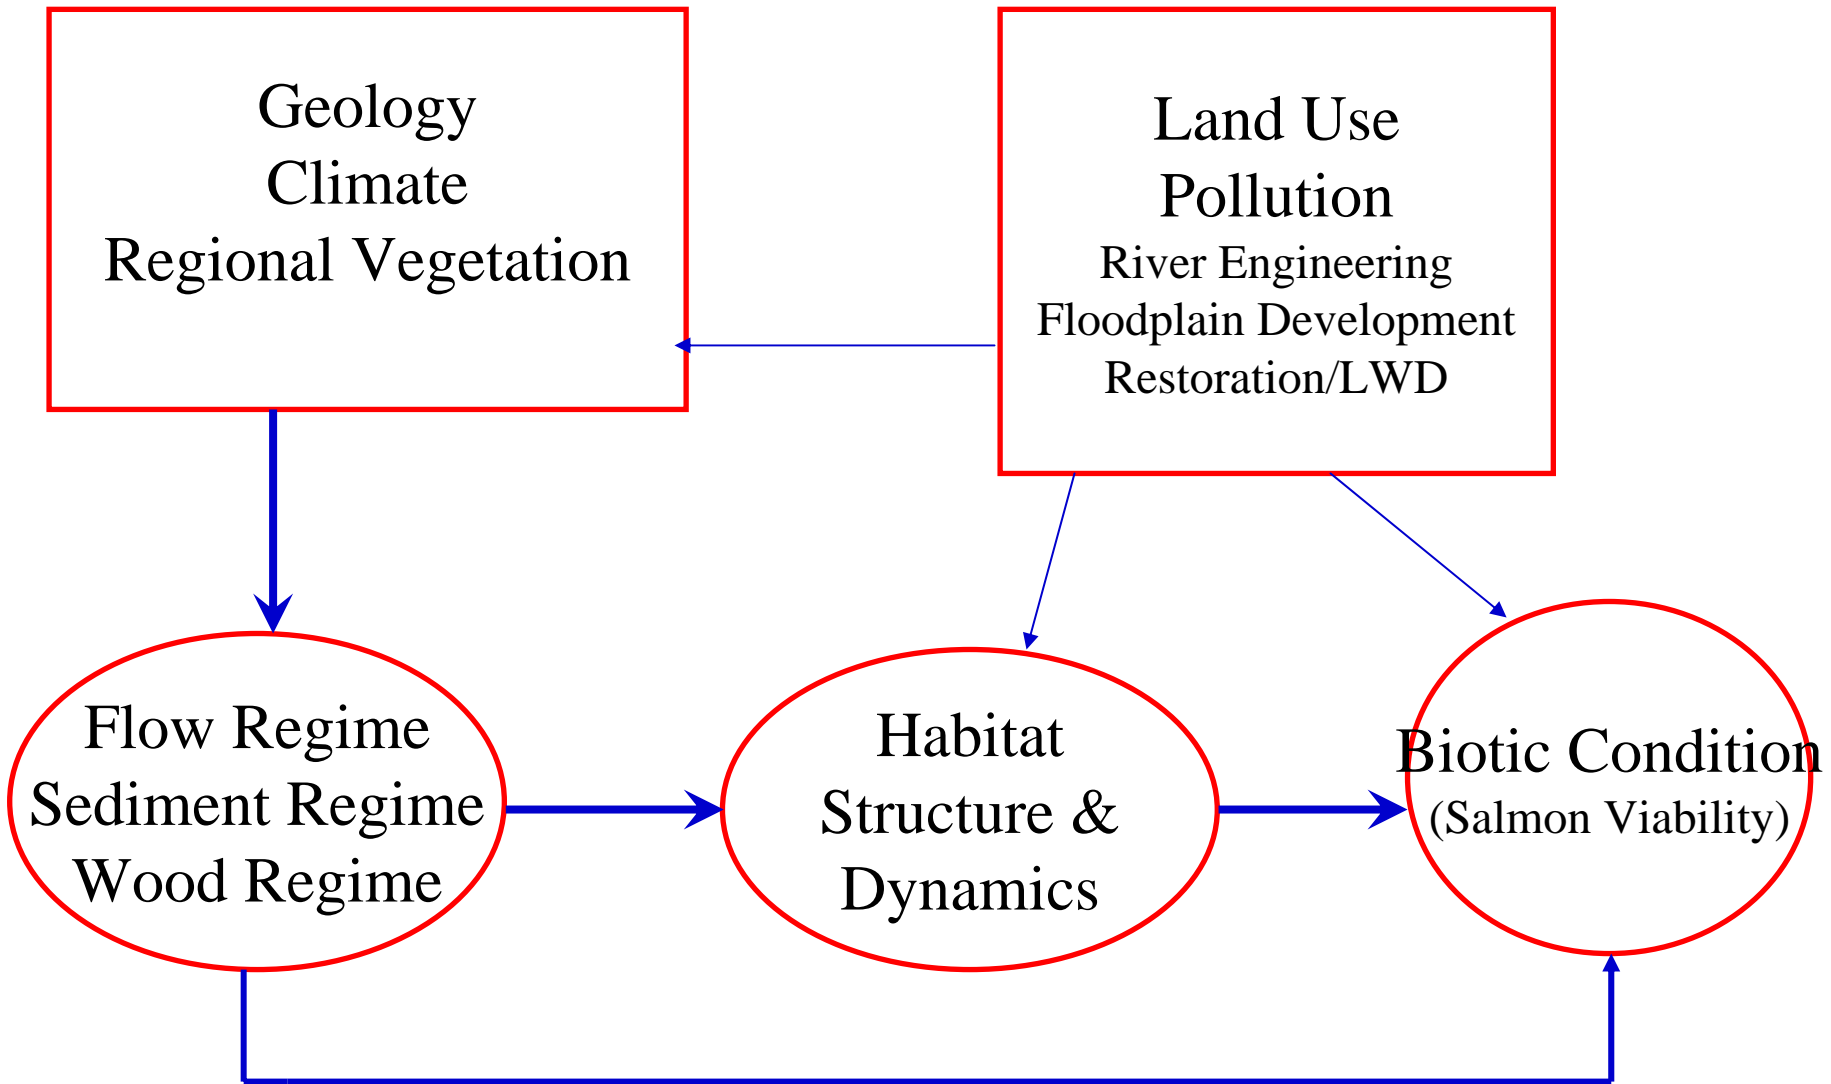 Geology
Climate
Regional Vegetation
Land Use
Pollution
River Engineering
Floodplain Development
Restoration/LWD
Flow Regime
Sediment Regime
Wood Regime
Habitat
Structure &
Dynamics
Biotic Condition
(Salmon Viability)